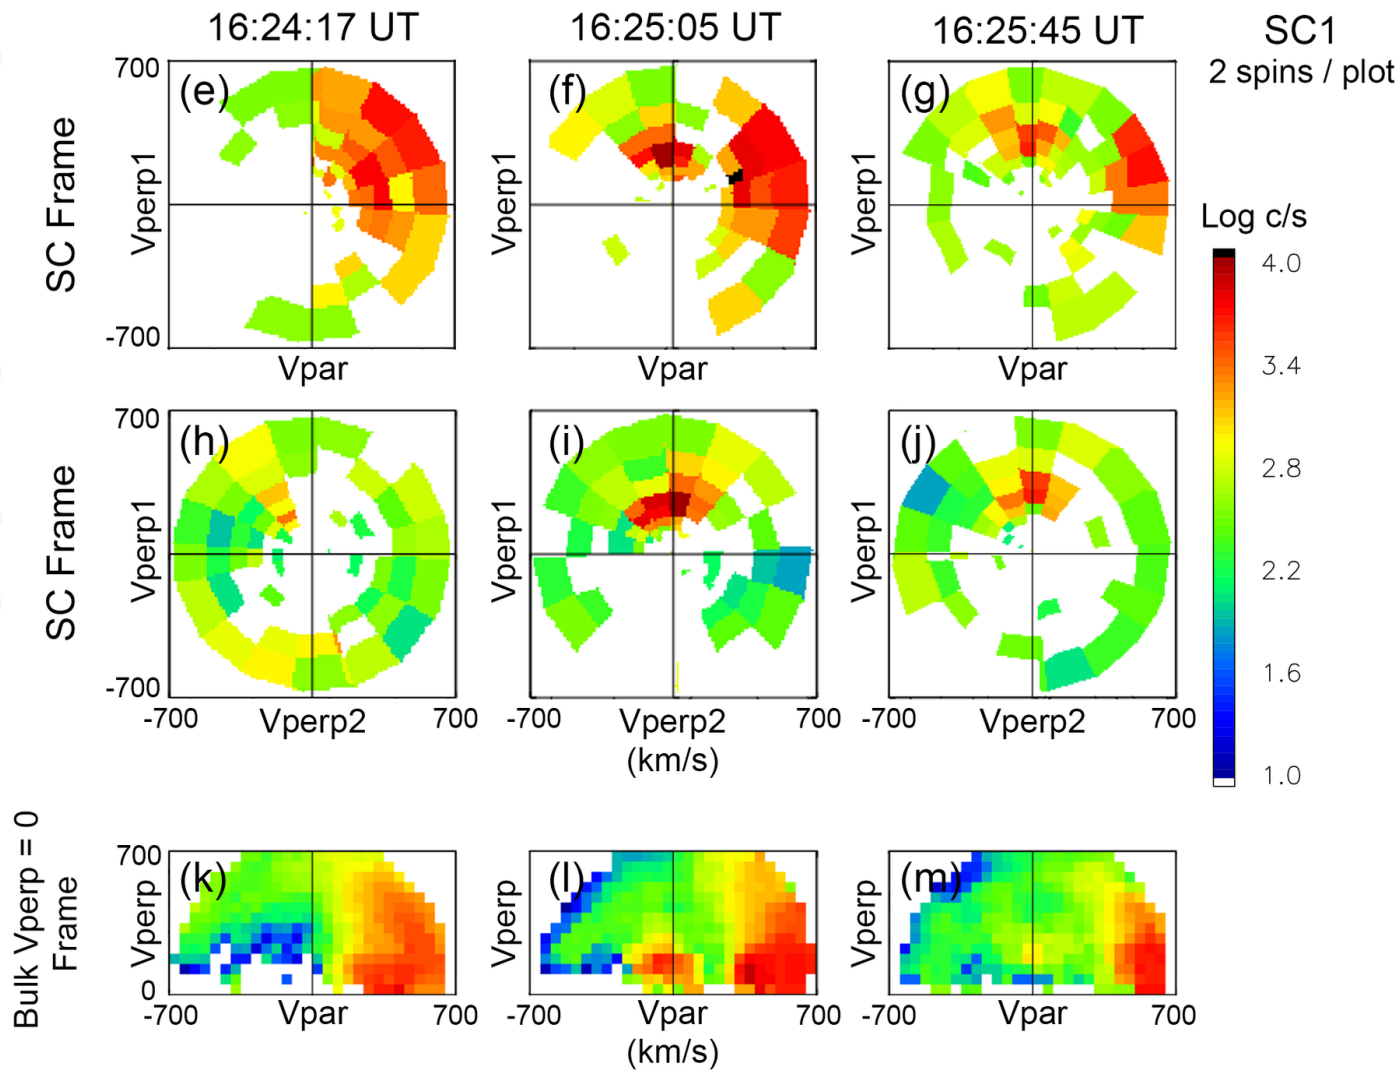 16:24:17 UT 16:25:05 UT 16:25:45 UT SC1
2 spins / plot
SC Frame
700 (e) (f) (g)
Vperp1 Vperp1 Vperp1
-700
Vpar Vpar Vpar
Log c/s
4.0
3.4
2.8
2.2
1.6
1.0
SC Frame
700 (h) (i) (j)
Vperp1 Vperp1 Vperp1
-700
-700 Vperp2 700 -700 Vperp2 700 -700 Vperp2 700
(km/s)
Bulk Vperp = 0
Frame
700 (k) (l) (m)
Vperp Vperp Vperp
0
-700 Vpar 700 -700 Vpar 700 -700 Vpar 700
(km/s)